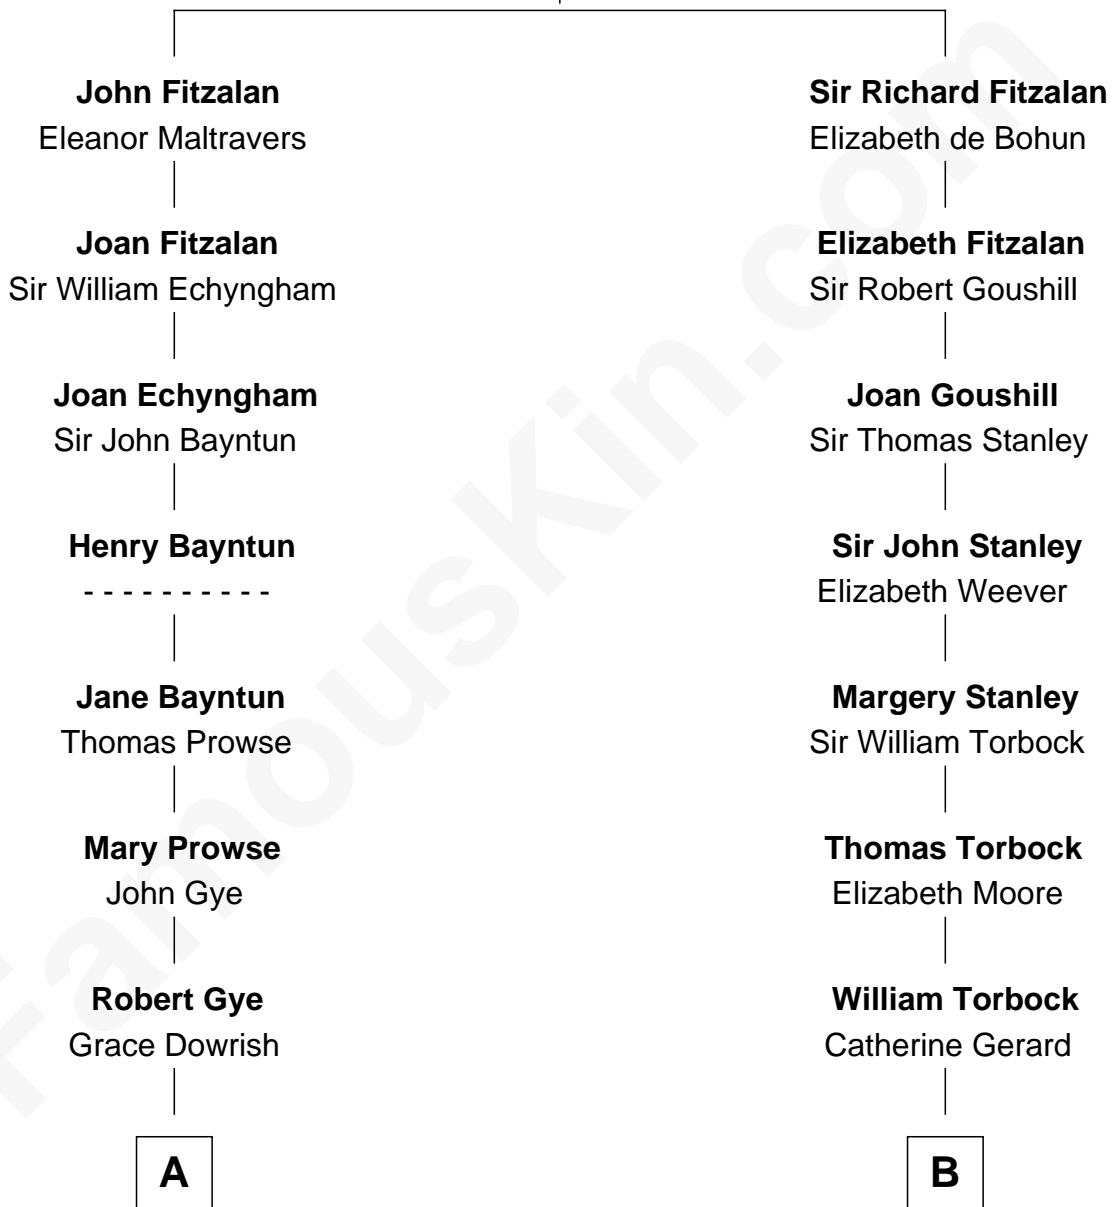 John Fitzalan
Eleanor Maltravers
Joan Fitzalan
Sir William Echyngham
Joan Echyngham
Sir John Bayntun
Henry Bayntun
- - - - - - - - - -
Jane Bayntun
Thomas Prowse
Mary Prowse
John Gye
Robert Gye
Grace Dowrish
A
Sir Richard Fitzalan
Elizabeth de Bohun
Elizabeth Fitzalan
Sir Robert Goushill
Joan Goushill
Sir Thomas Stanley
Sir John Stanley
Elizabeth Weever
Margery Stanley
Sir William Torbock
Thomas Torbock
Elizabeth Moore
William Torbock
Catherine Gerard
B
FamousKin.com